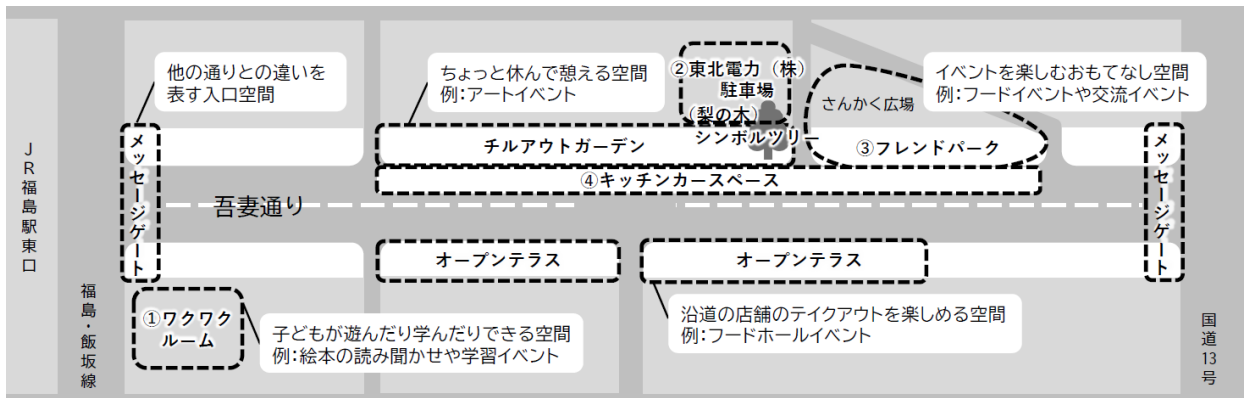 他の通りとの違いを
表す入口空間
ちょっと休んで憩える空間
例：アートイベント
②東北電力（株）
駐車場
（梨の木）
シンボルツリー
さんかく広場
イベントを楽しむおもてなし空間
例：フードイベントや交流イベント
JR福島駅東口
メッセージゲート
チルアウトガーデン
③フレンドパーク
メッセージゲート
④キッチンカースペース
吾妻通り
オープンテラス
オープンテラス
福島・飯坂線
①ワクワク
ルーム
子どもが遊んだり学んだりできる空間
例：絵本の読み聞かせや学習イベント
沿道の店舗のテイクアウトを楽しめる空間
例：フードホールイベント
国道13号